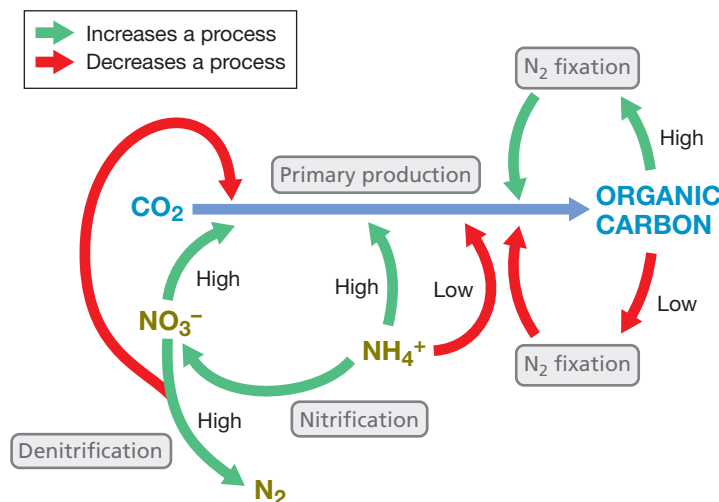 Increases a process
Decreases a process
N₂ fixation
High
Primary production
CO₂
ORGANIC
CARBON
High
High
Low
Low
NO₃⁻
NH₄⁺
N₂ fixation
High
Nitrification
Denitrification
N₂